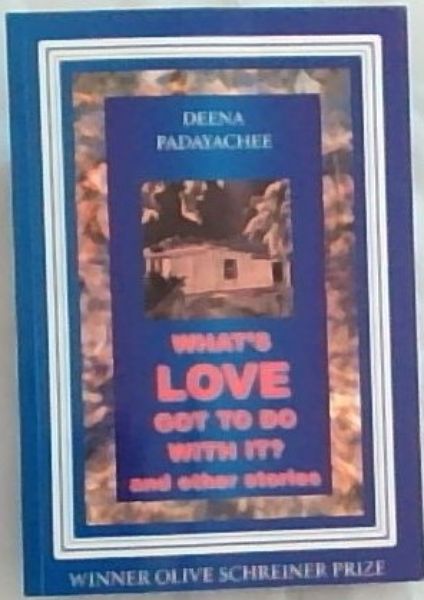 DEENA
PADAYACHEE
WHAT'S
LOVE
GOT TO DO
WITH IT?
and other stories
WINNER OLIVE SCHREINER PRIZE